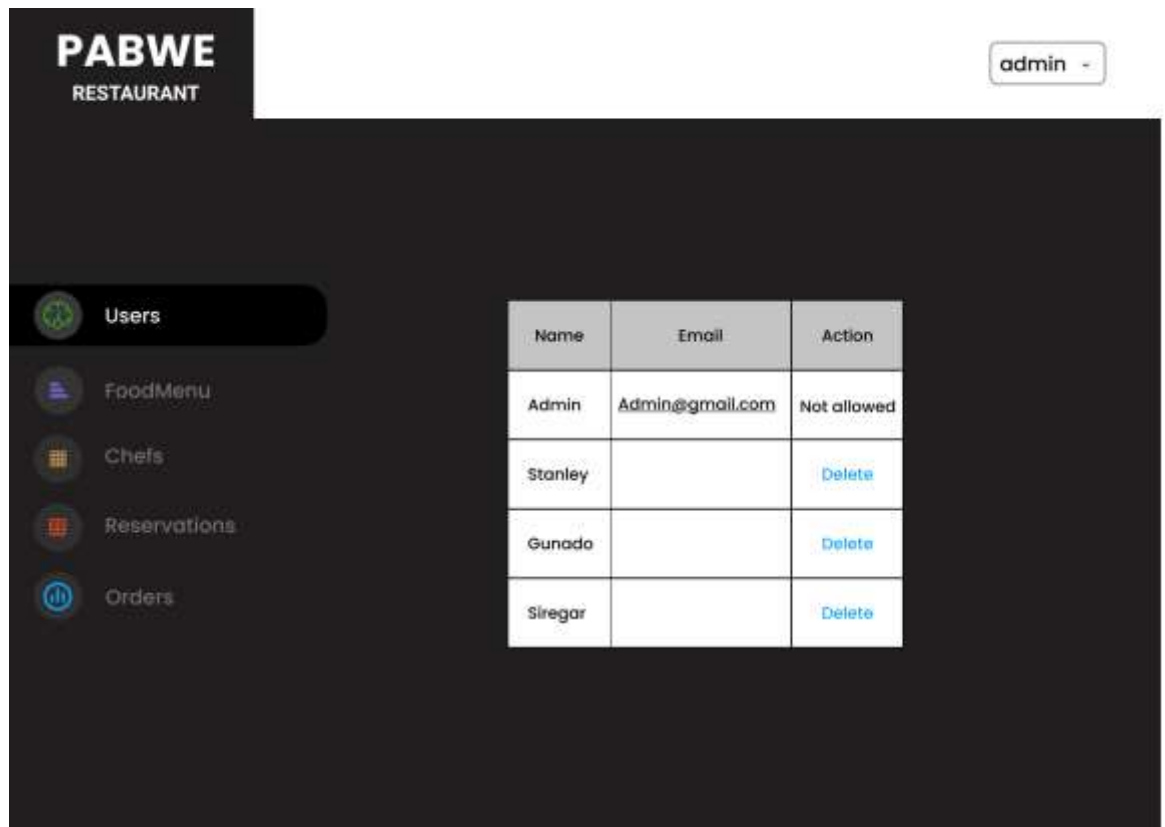 PABWE
RESTAURANT
admin -
Users
FoodMenu
Chefs
Reservations
Orders
Name Email Action
Admin Admin@gmail.com Not allowed
Stanley Delete
Gunado Delete
Siregar Delete